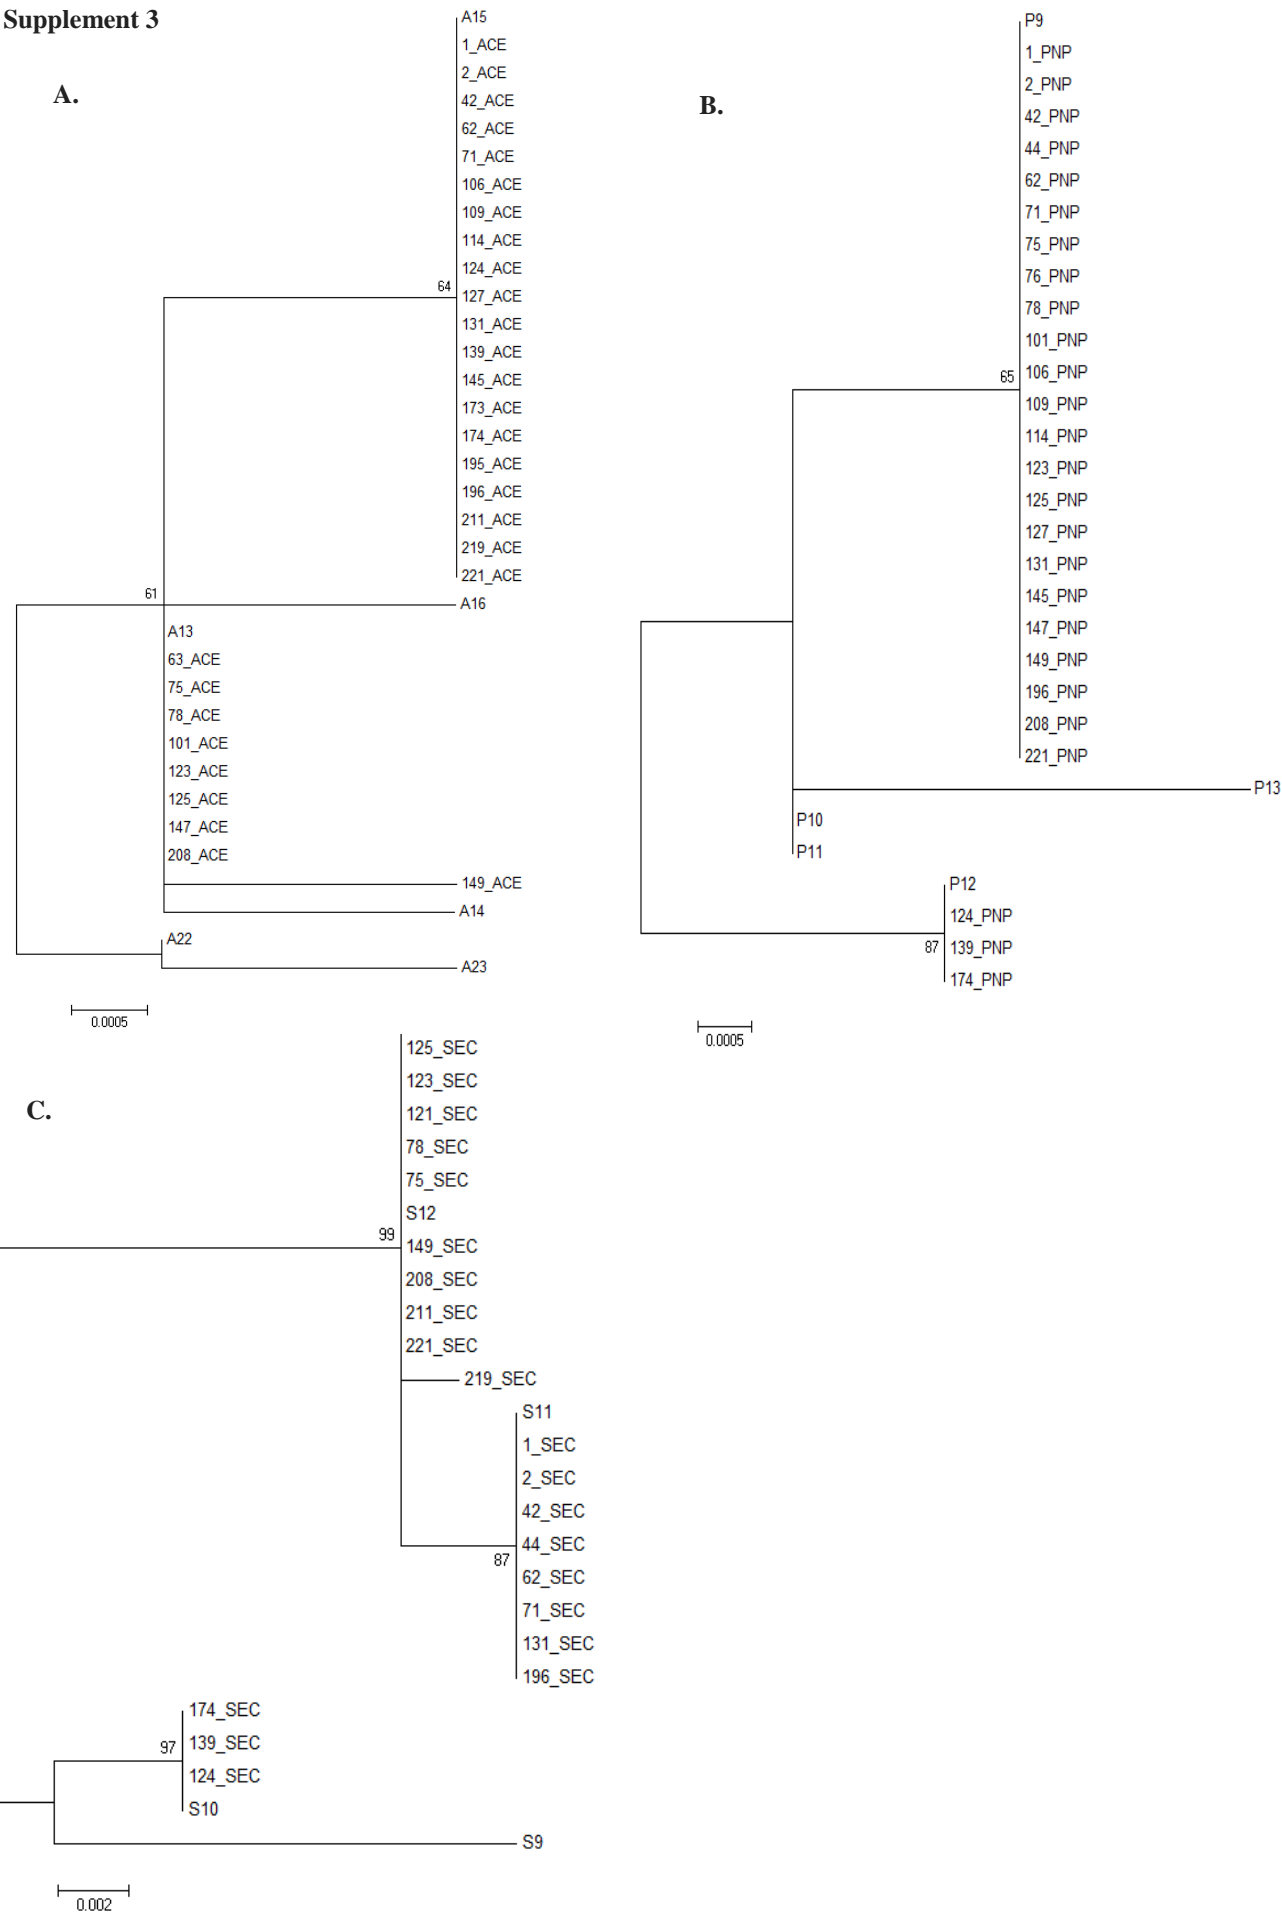 Supplement 3
A.
A15
1_ACE
2_ACE
42_ACE
62_ACE
71_ACE
106_ACE
109_ACE
114_ACE
124_ACE
64
127_ACE
131_ACE
139_ACE
145_ACE
173_ACE
174_ACE
195_ACE
196_ACE
211_ACE
219_ACE
221_ACE
61
A16
A13
63_ACE
75_ACE
78_ACE
101_ACE
123_ACE
125_ACE
147_ACE
208_ACE
149_ACE
A14
A22
A23
0.0005
B.
P9
1_PNP
2_PNP
42_PNP
44_PNP
62_PNP
71_PNP
75_PNP
76_PNP
78_PNP
101_PNP
65
106_PNP
109_PNP
114_PNP
123_PNP
125_PNP
127_PNP
131_PNP
145_PNP
147_PNP
149_PNP
196_PNP
208_PNP
221_PNP
P13
P10
P11
P12
124_PNP
87
139_PNP
174_PNP
0.0005
C.
125_SEC
123_SEC
121_SEC
78_SEC
75_SEC
S12
99
149_SEC
208_SEC
211_SEC
221_SEC
219_SEC
S11
1_SEC
2_SEC
42_SEC
44_SEC
87
62_SEC
71_SEC
131_SEC
196_SEC
174_SEC
97
139_SEC
124_SEC
S10
S9
0.002